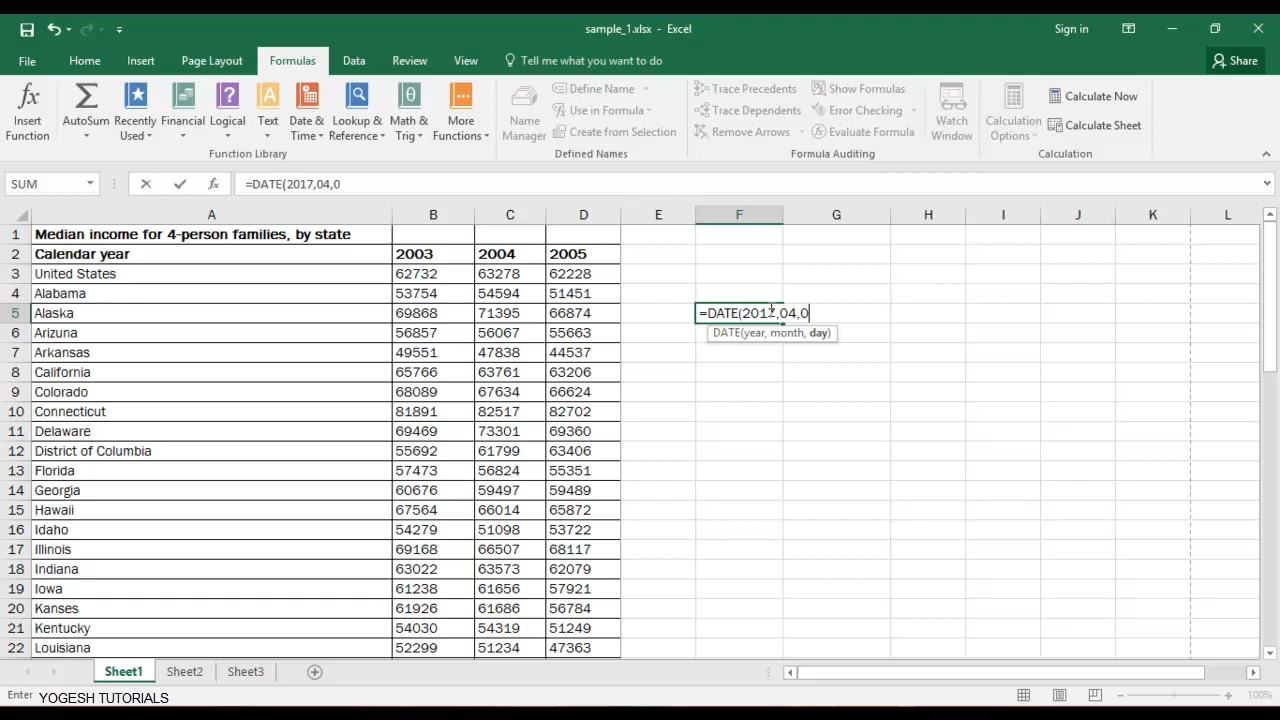 sample_1.xlsx - Excel
Sign in
File Home Insert Page Layout Formulas Data Review View Tell me what you want to do Share
Insert Function
AutoSum
Recently Used
Financial
Logical
Text
Date & Time
Lookup & Reference
Math & Trig
More Functions
Function Library
Name Manager
Define Name
Use in Formula
Create from Selection
Defined Names
Trace Precedents
Trace Dependents
Remove Arrows
Show Formulas
Error Checking
Evaluate Formula
Formula Auditing
Watch Window
Calculation Options
Calculate Now
Calculate Sheet
Calculation
SUM fx =DATE(2017,04,0
A B C D E F G H I J K L
1 Median income for 4-person families, by state
2 Calendar year 2003 2004 2005
3 United States 62732 63278 62228
4 Alabama 53754 54594 51451
5 Alaska 69868 71395 66874 =DATE(2017,04,0
DATE(year, month, day)
6 Arizuna 56857 56067 55663
7 Arkansas 49551 47838 44537
8 California 65766 63761 63206
9 Colorado 68089 67634 66624
10 Connecticut 81891 82517 82702
11 Delaware 69469 73301 69360
12 District of Columbia 55692 61799 63406
13 Florida 57473 56824 55351
14 Georgia 60676 59497 59489
15 Hawaii 67564 66014 65872
16 Idaho 54279 51098 53722
17 Illinois 69168 66507 68117
18 Indiana 63022 63573 62079
19 Iowa 61238 61656 57921
20 Kanses 61926 61686 56784
21 Kentucky 54030 54319 51249
22 Louisiana 52299 51234 47363
Sheet1 Sheet2 Sheet3
Enter YOGESH TUTORIALS 100%